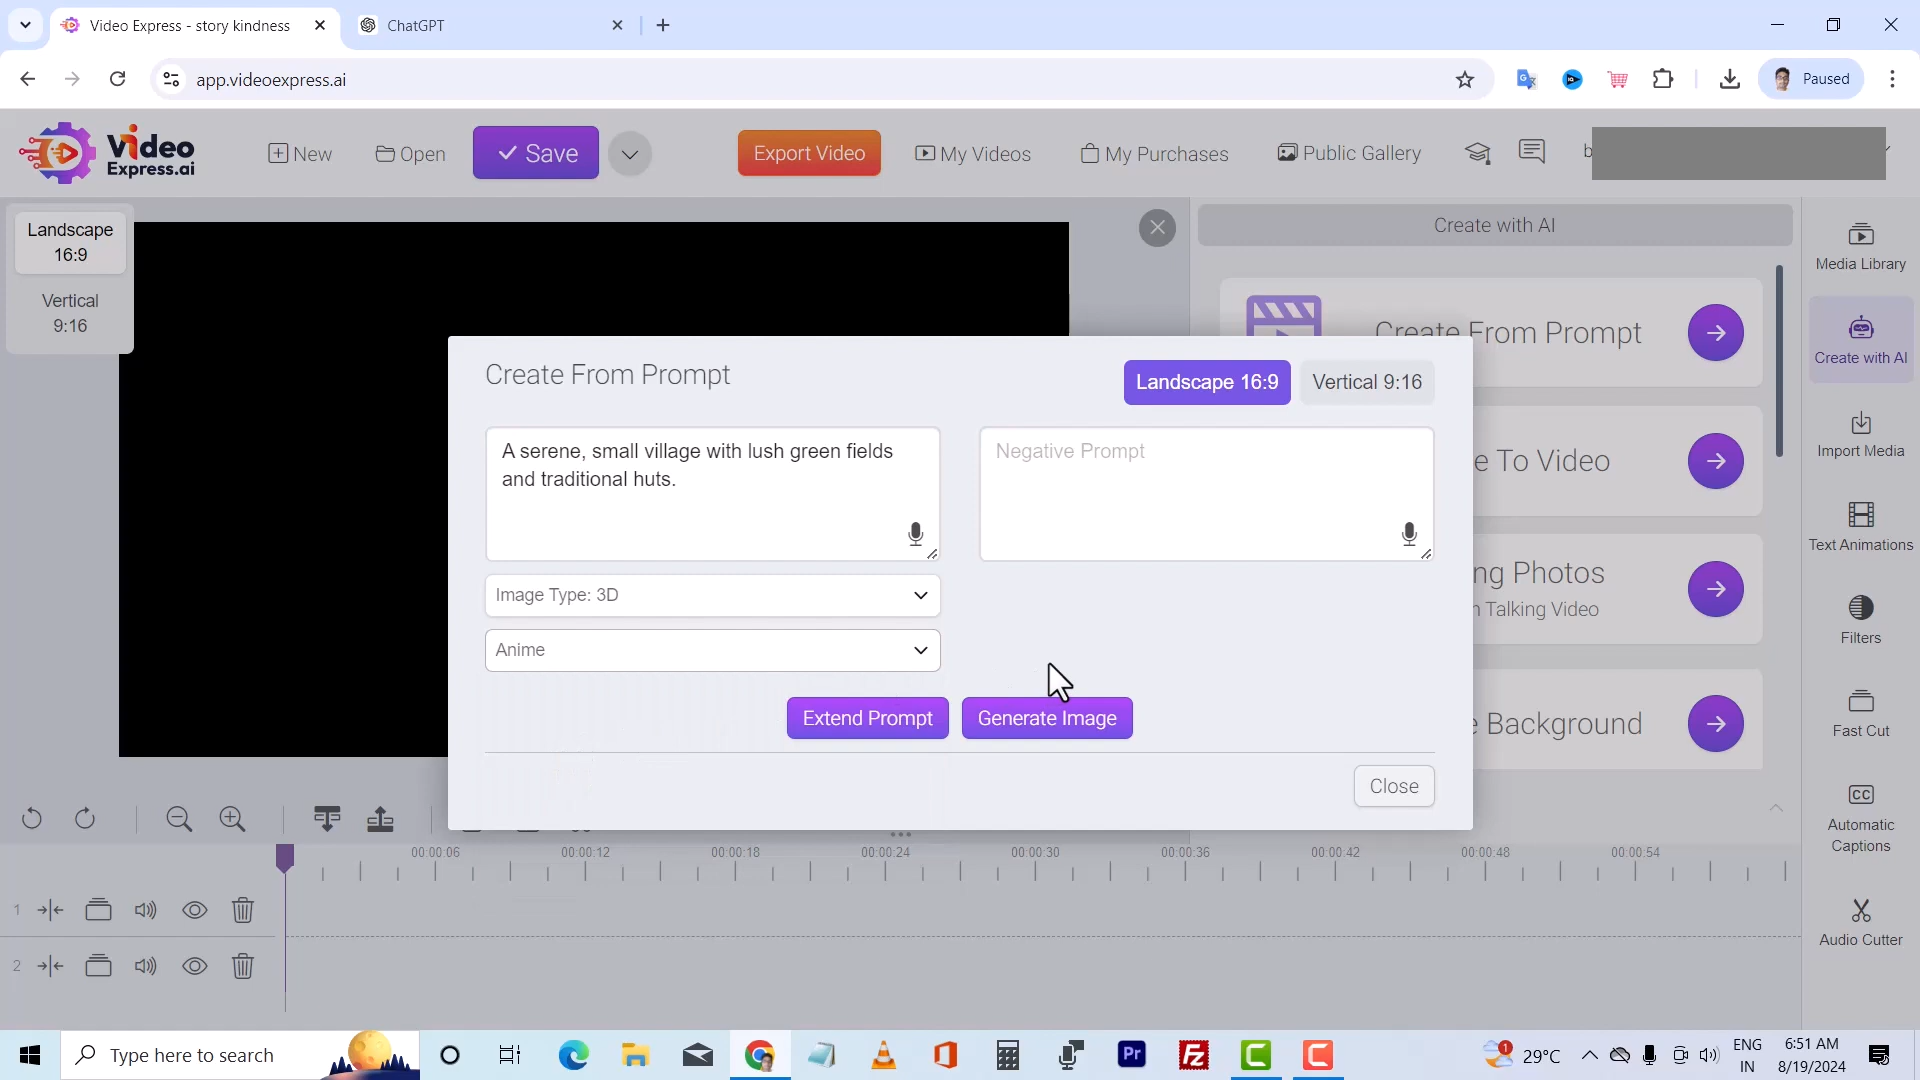 Video Express - story kindness
ChatGPT
app.videoexpress.ai
Paused
Video
Express.ai
New
Open
Save
Export Video
My Videos
My Purchases
Public Gallery
b
Landscape
16:9
Vertical
9:16
Create with AI
Create From Prompt
e To Video
ng Photos
Talking Video
e Background
Media Library
Create with AI
Import Media
Text Animations
Filters
Fast Cut
CC
Automatic
Captions
Audio Cutter
Create From Prompt
Landscape 16:9
Vertical 9:16
A serene, small village with lush green fields
and traditional huts.
Negative Prompt
Image Type: 3D
Anime
Extend Prompt
Generate Image
Close
00:00:06
00:00:12
00:00:18
00:00:24
00:00:30
00:00:36
00:00:42
00:00:48
00:00:54
1
2
Type here to search
Pr
FZ
C
C
1
29°C
ENG
IN
6:51 AM
8/19/2024